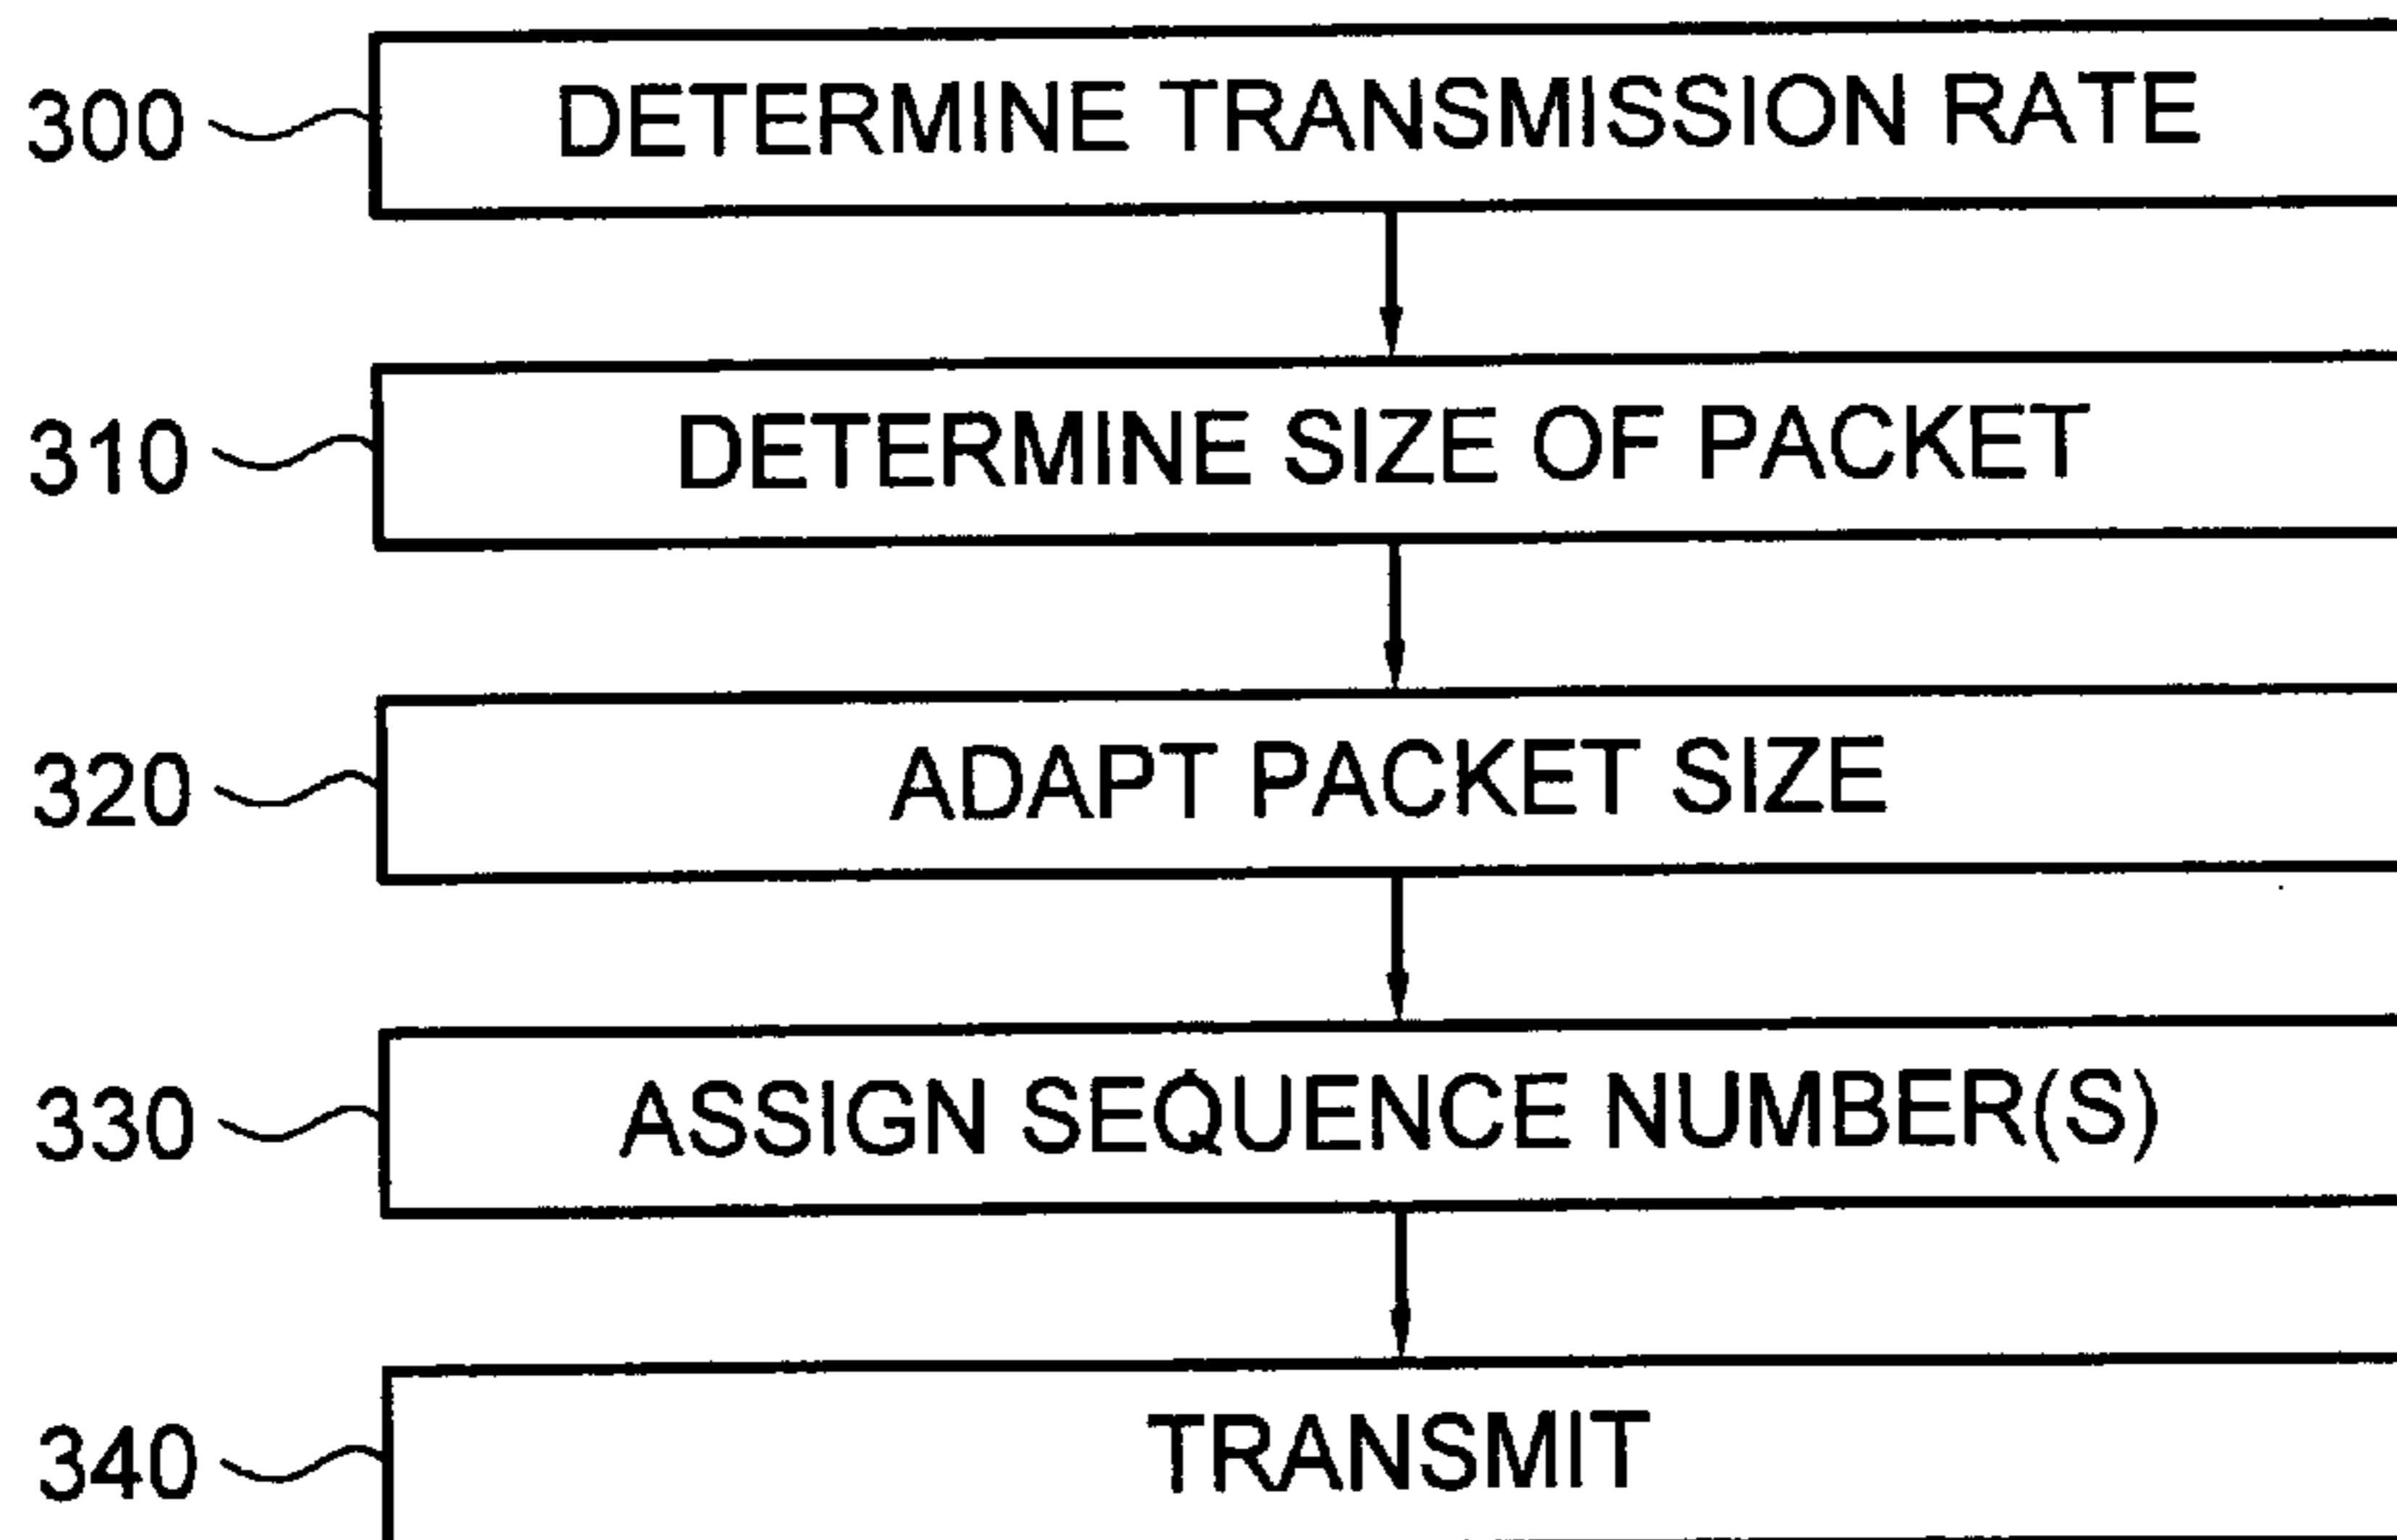 300 DETERMINE TRANSMISSION RATE
310 DETERMINE SIZE OF PACKET
320 ADAPT PACKET SIZE
330 ASSIGN SEQUENCE NUMBER(S)
340 TRANSMIT